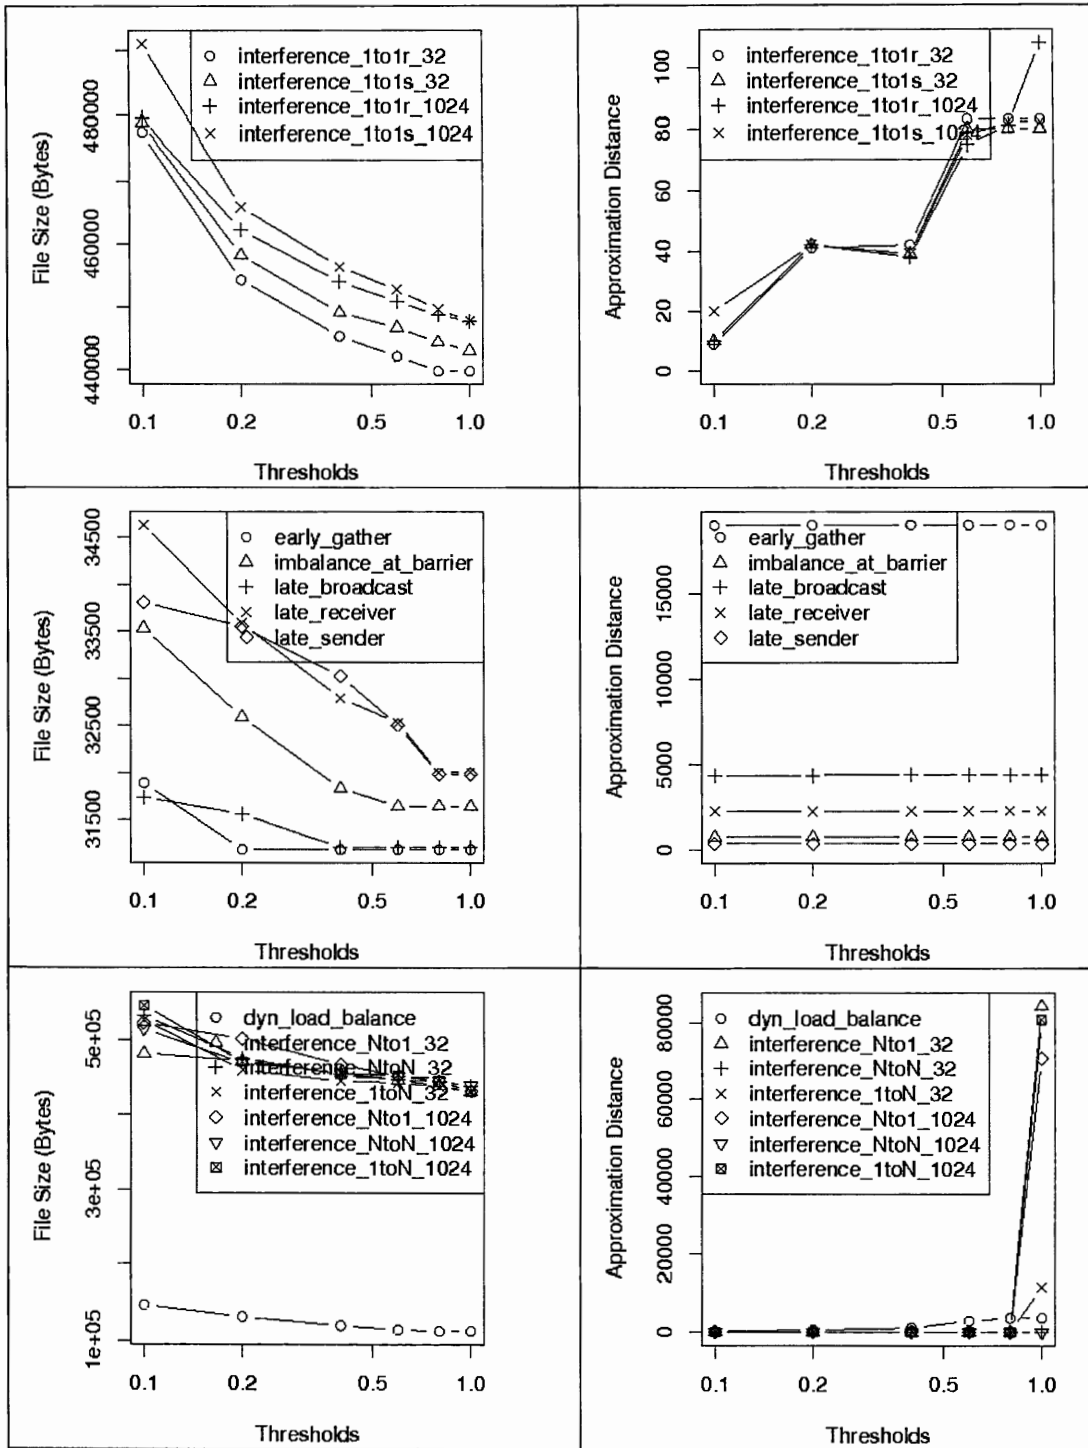 interference_1to1r_32
interference_1to1s_32
interference_1to1r_1024
interference_1to1s_1024
File Size (Bytes)
480000
460000
440000
0.1 0.2 0.5 1.0
Thresholds
interference_1to1r_32
interference_1to1s_32
interference_1to1r_1024
interference_1to1s_1024
Approximation Distance
100
80
60
40
20
0
0.1 0.2 0.5 1.0
Thresholds
early_gather
imbalance_at_barrier
late_broadcast
late_receiver
late_sender
File Size (Bytes)
34500
33500
32500
31500
0.1 0.2 0.5 1.0
Thresholds
early_gather
imbalance_at_barrier
late_broadcast
late_receiver
late_sender
Approximation Distance
15000
10000
5000
0
0.1 0.2 0.5 1.0
Thresholds
dyn_load_balance
interference_Nto1_32
interference_NtoN_32
interference_1toN_32
interference_Nto1_1024
interference_NtoN_1024
interference_1toN_1024
File Size (Bytes)
5e+05
3e+05
1e+05
0.1 0.2 0.5 1.0
Thresholds
dyn_load_balance
interference_Nto1_32
interference_NtoN_32
interference_1toN_32
interference_Nto1_1024
interference_NtoN_1024
interference_1toN_1024
Approximation Distance
80000
60000
40000
20000
0
0.1 0.2 0.5 1.0
Thresholds